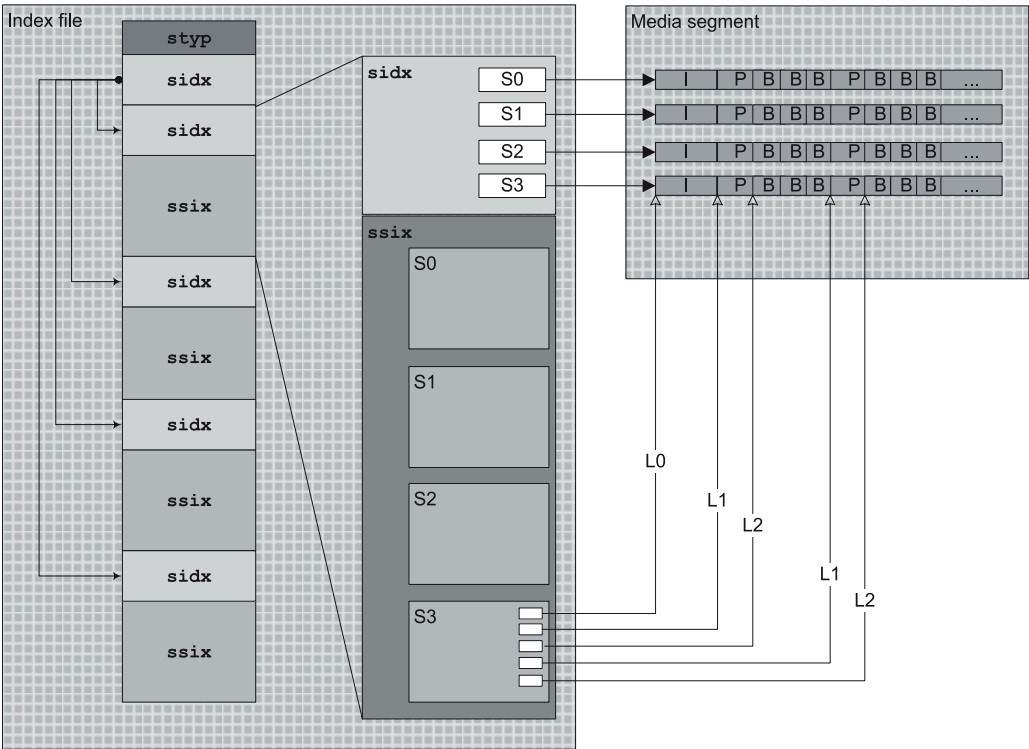 Index file
styp
sidx
sidx
ssix
sidx
ssix
sidx
ssix
sidx
ssix
sidx
S0
S1
S2
S3
ssix
S0
S1
S2
S3
Media segment
I P B B B P B B B ...
I P B B B P B B B ...
I P B B B P B B B ...
I P B B B P B B B ...
L0
L1
L2
L1
L2